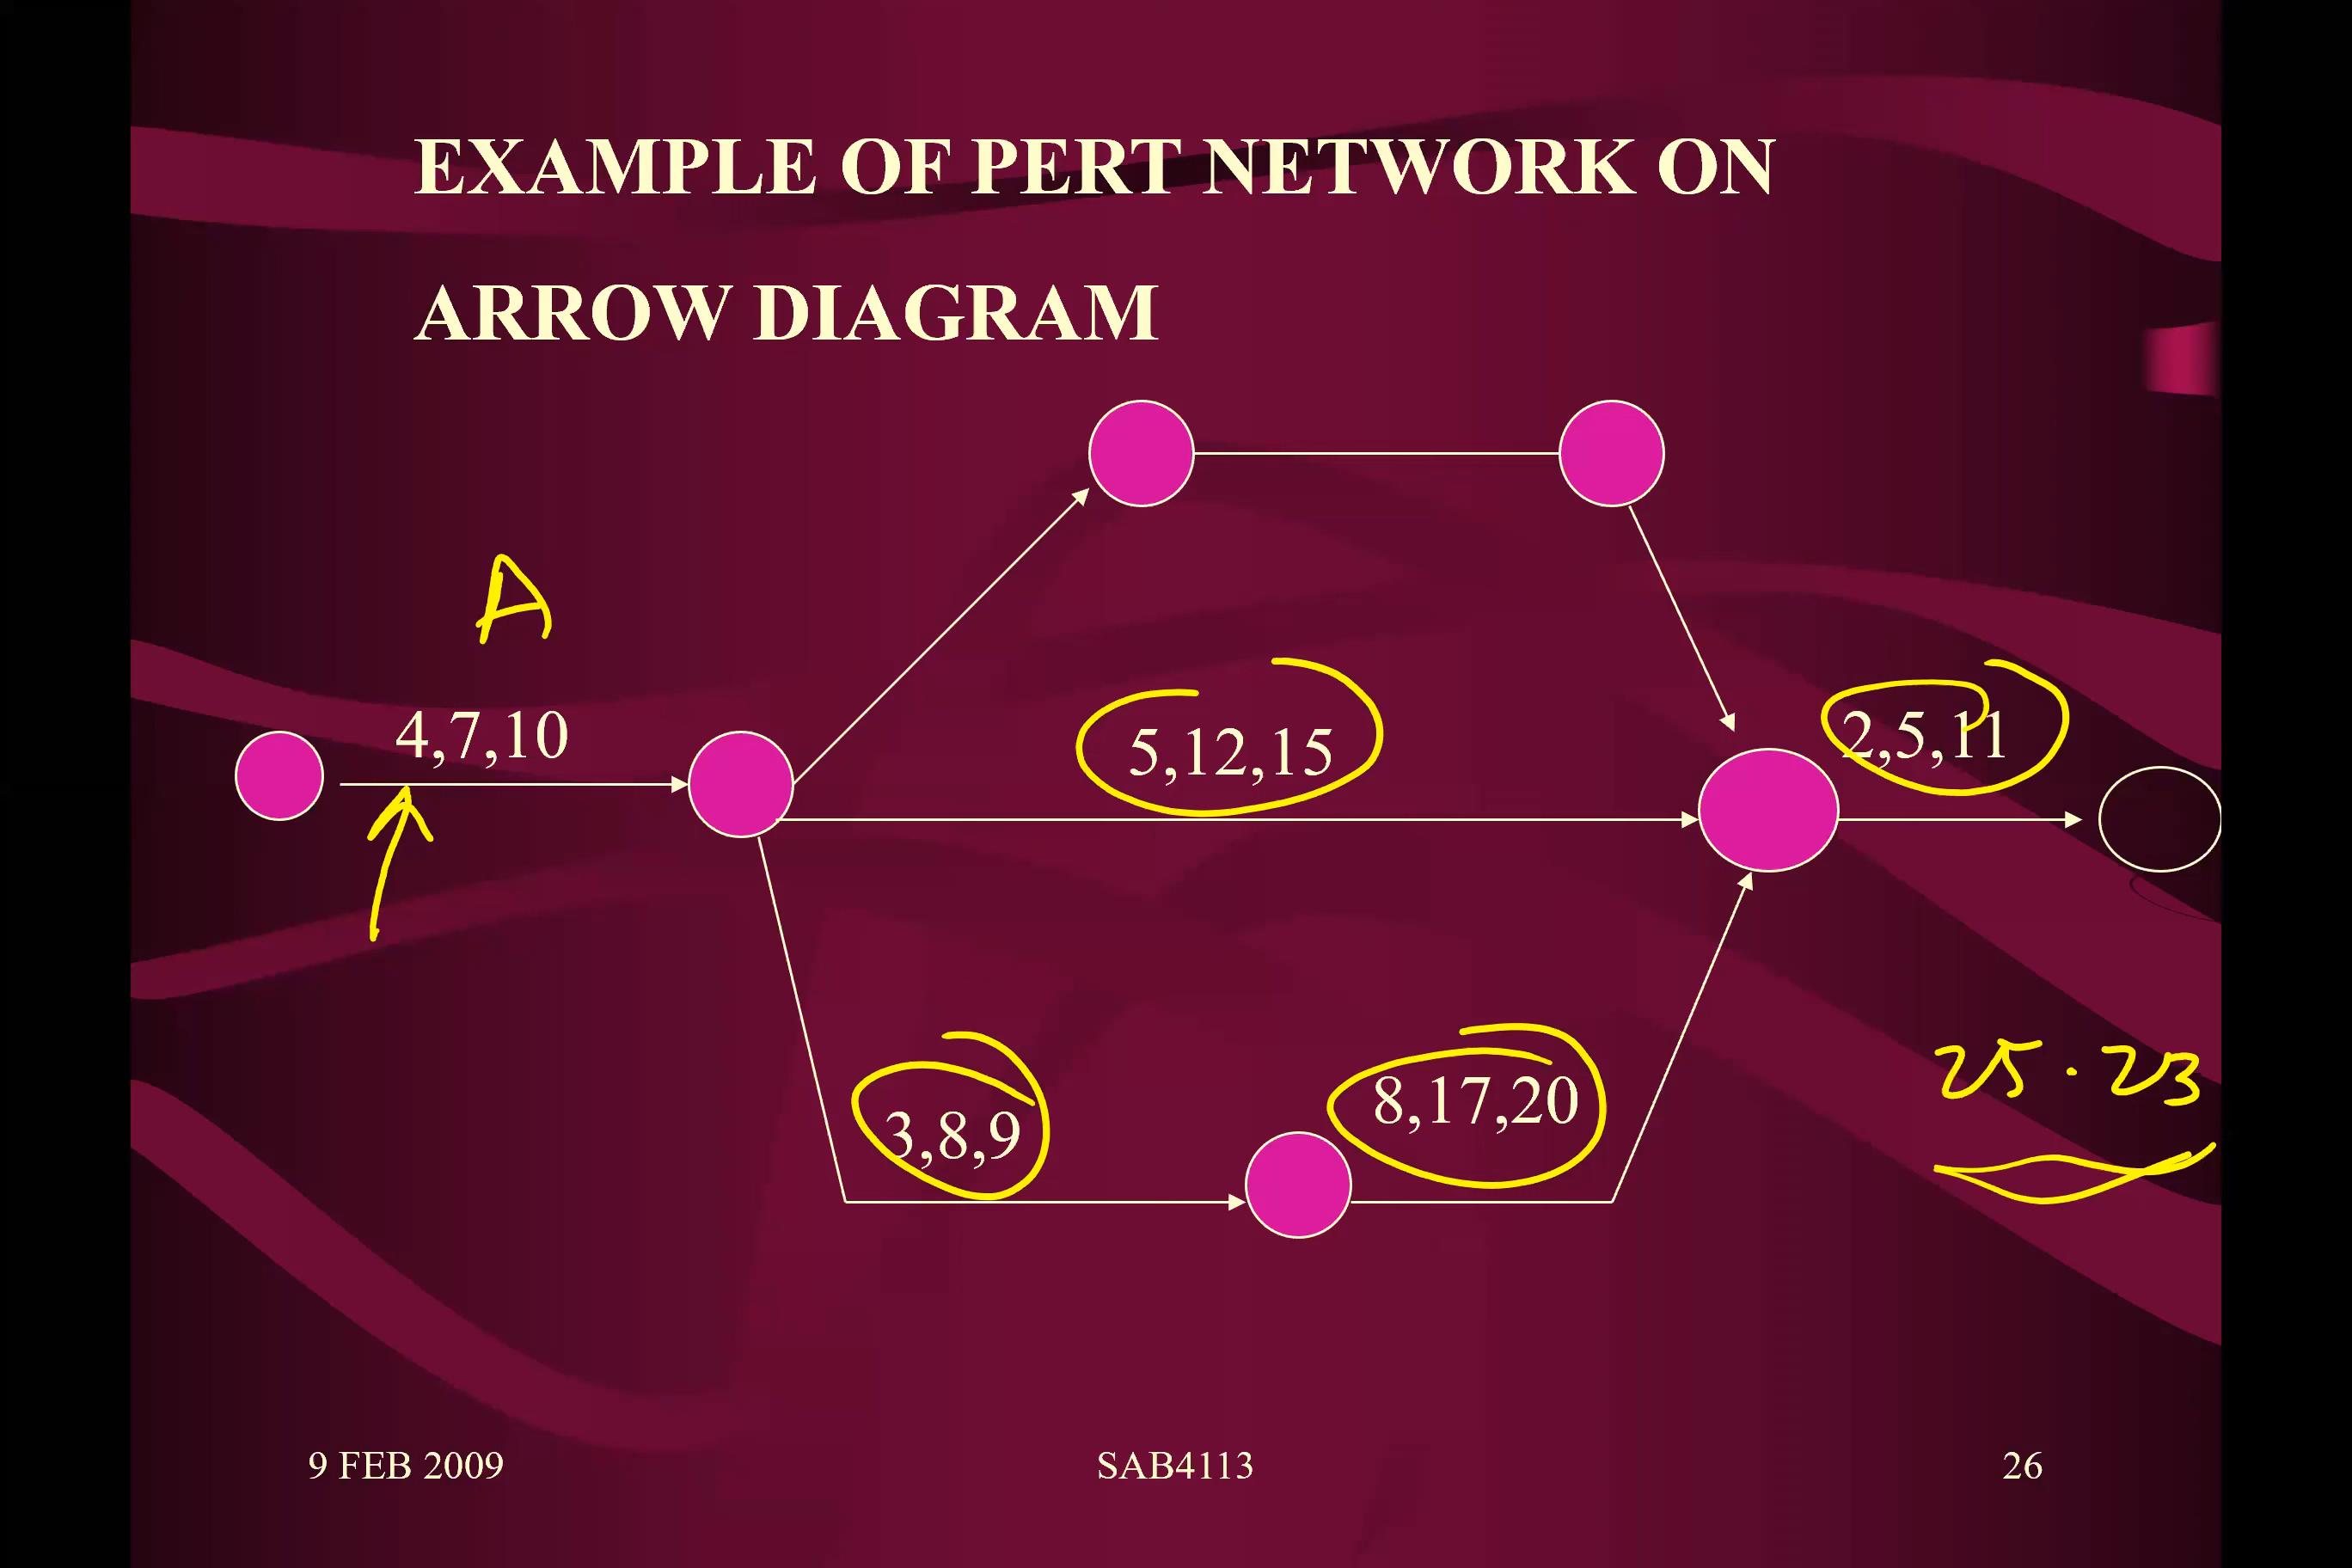 EXAMPLE OF PERT NETWORK ON
ARROW DIAGRAM
A
4,7,10
5,12,15
2,5,11
3,8,9
8,17,20
25.23
9 FEB 2009
SAB4113
26